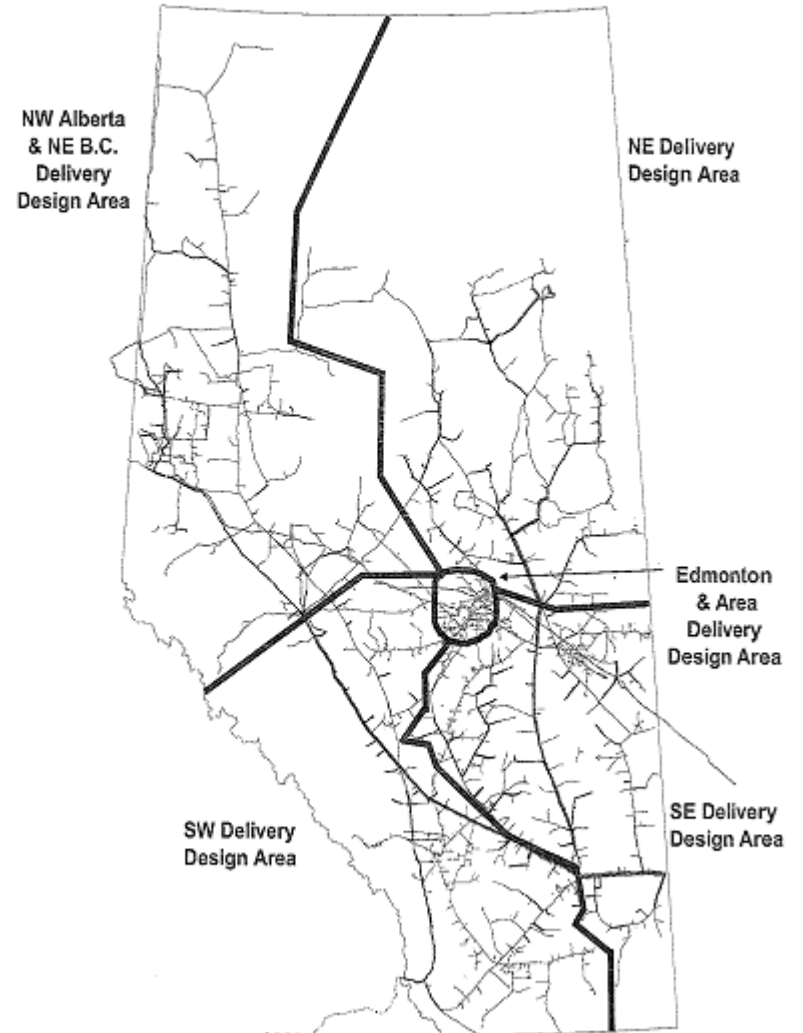 NW Alberta
& NE B.C.
Delivery
Design Area
NE Delivery
Design Area
Edmonton
& Area
Delivery
Design Area
SE Delivery
Design Area
SW Delivery
Design Area